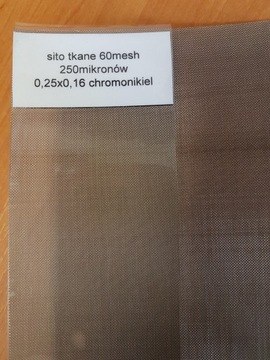 sito tkane 60mesh
250mikronów
0,25x0,16 chromonikiel